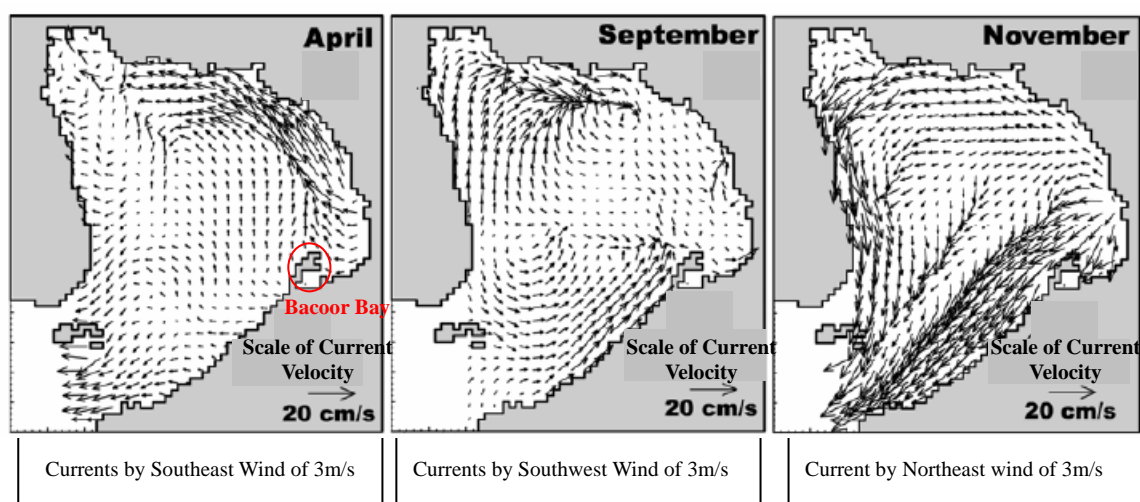 April
Bacoor Bay
Scale of Current
Velocity
20 cm/s
Currents by Southeast Wind of 3m/s
September
Scale of Current
Velocity
20 cm/s
Currents by Southwest Wind of 3m/s
November
Scale of Current
Velocity
20 cm/s
Current by Northeast wind of 3m/s